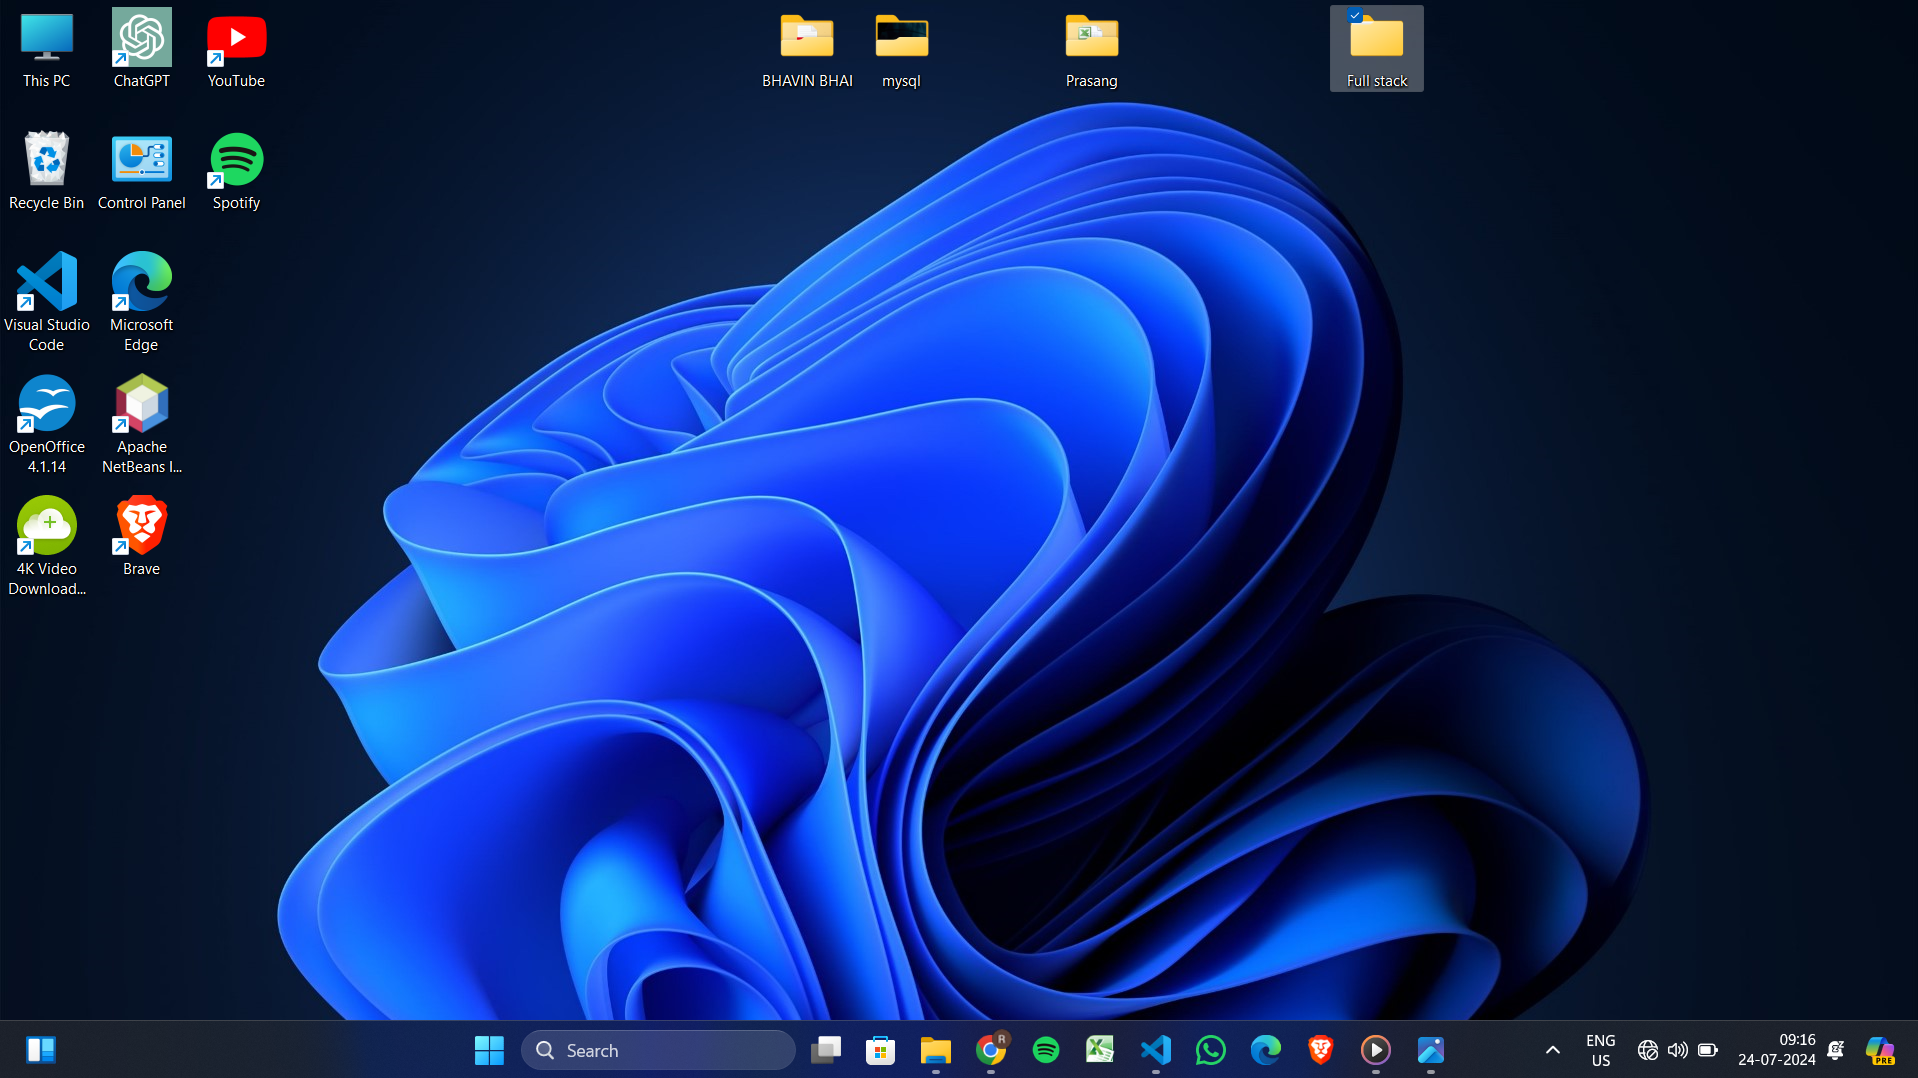 This PC
ChatGPT
YouTube
BHAVIN BHAI
mysql
Prasang
Full stack
Recycle Bin
Control Panel
Spotify
Visual Studio
Code
Microsoft
Edge
OpenOffice
4.1.14
Apache
NetBeans I...
4K Video
Download...
Brave
Search
R
ENG
US
09:16
24-07-2024
PRE